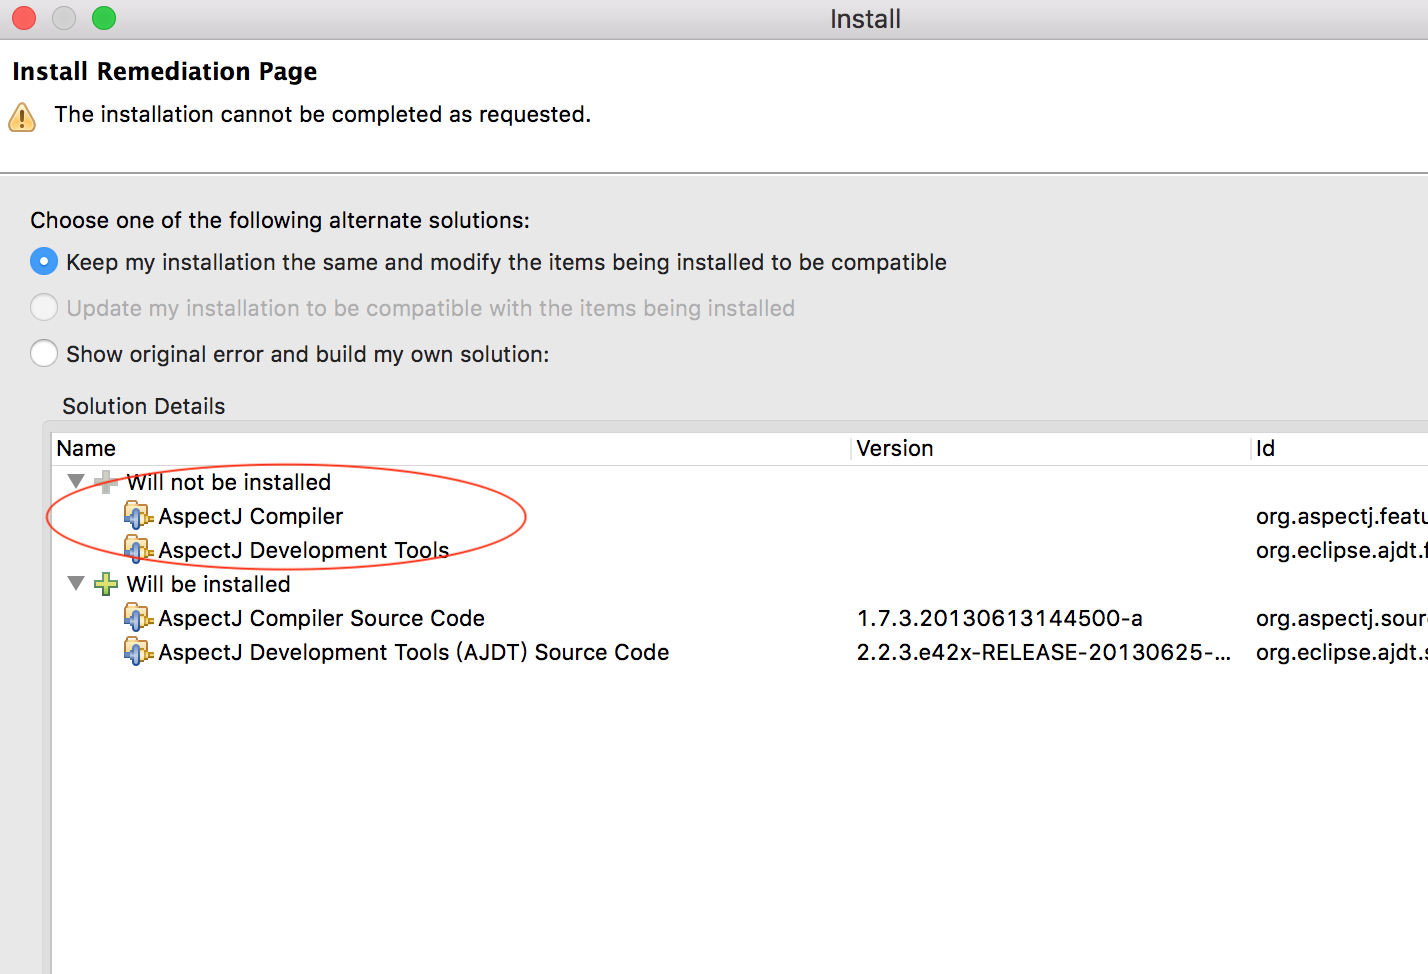 Install
Install Remediation Page
The installation cannot be completed as requested.
Choose one of the following alternate solutions:
Keep my installation the same and modify the items being installed to be compatible
Update my installation to be compatible with the items being installed
Show original error and build my own solution:
Solution Details
Name Version Id
Will not be installed
AspectJ Compiler org.aspectj.featu
AspectJ Development Tools org.eclipse.ajdt.f
Will be installed
AspectJ Compiler Source Code 1.7.3.20130613144500-a org.aspectj.sour
AspectJ Development Tools (AJDT) Source Code 2.2.3.e42x-RELEASE-20130625-... org.eclipse.ajdt.s